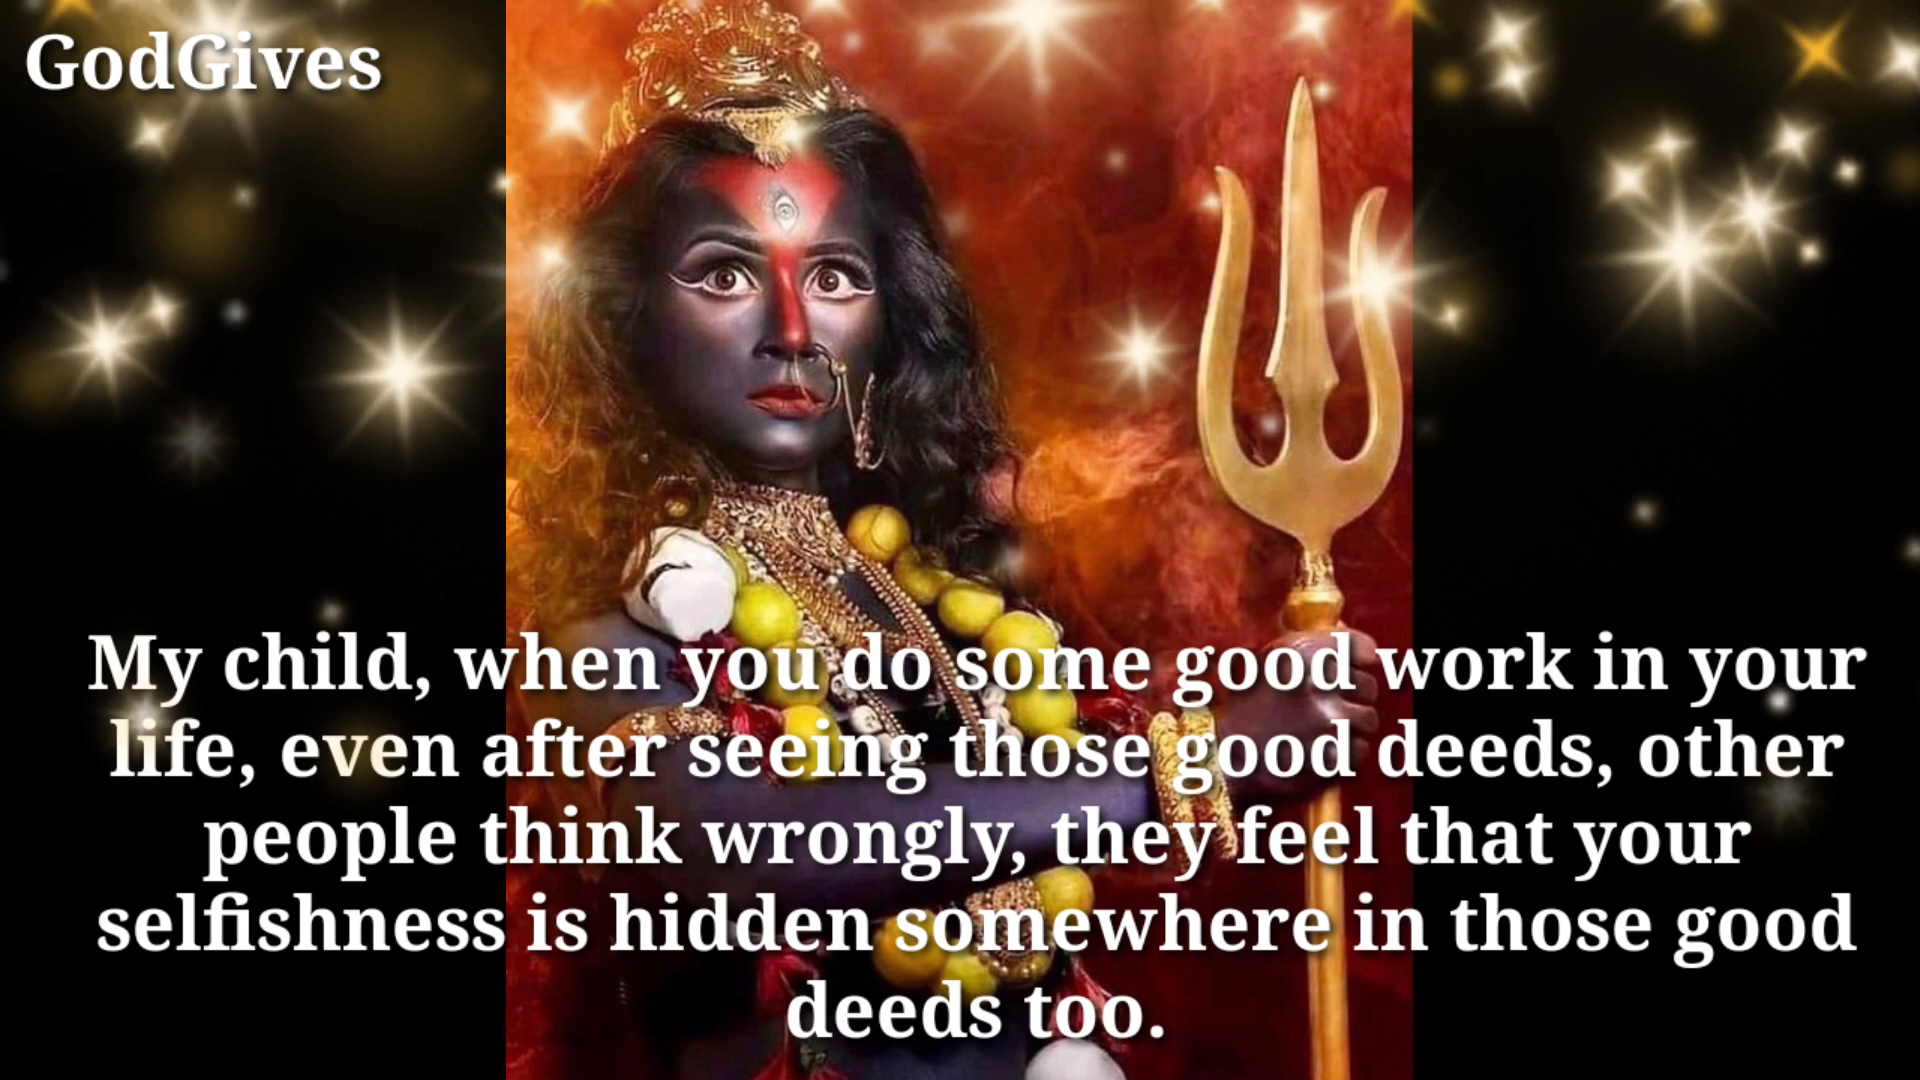 GodGives
My child, when you do some good work in your
life, even after seeing those good deeds, other
people think wrongly, they feel that your
selfishness is hidden somewhere in those good
deeds too.